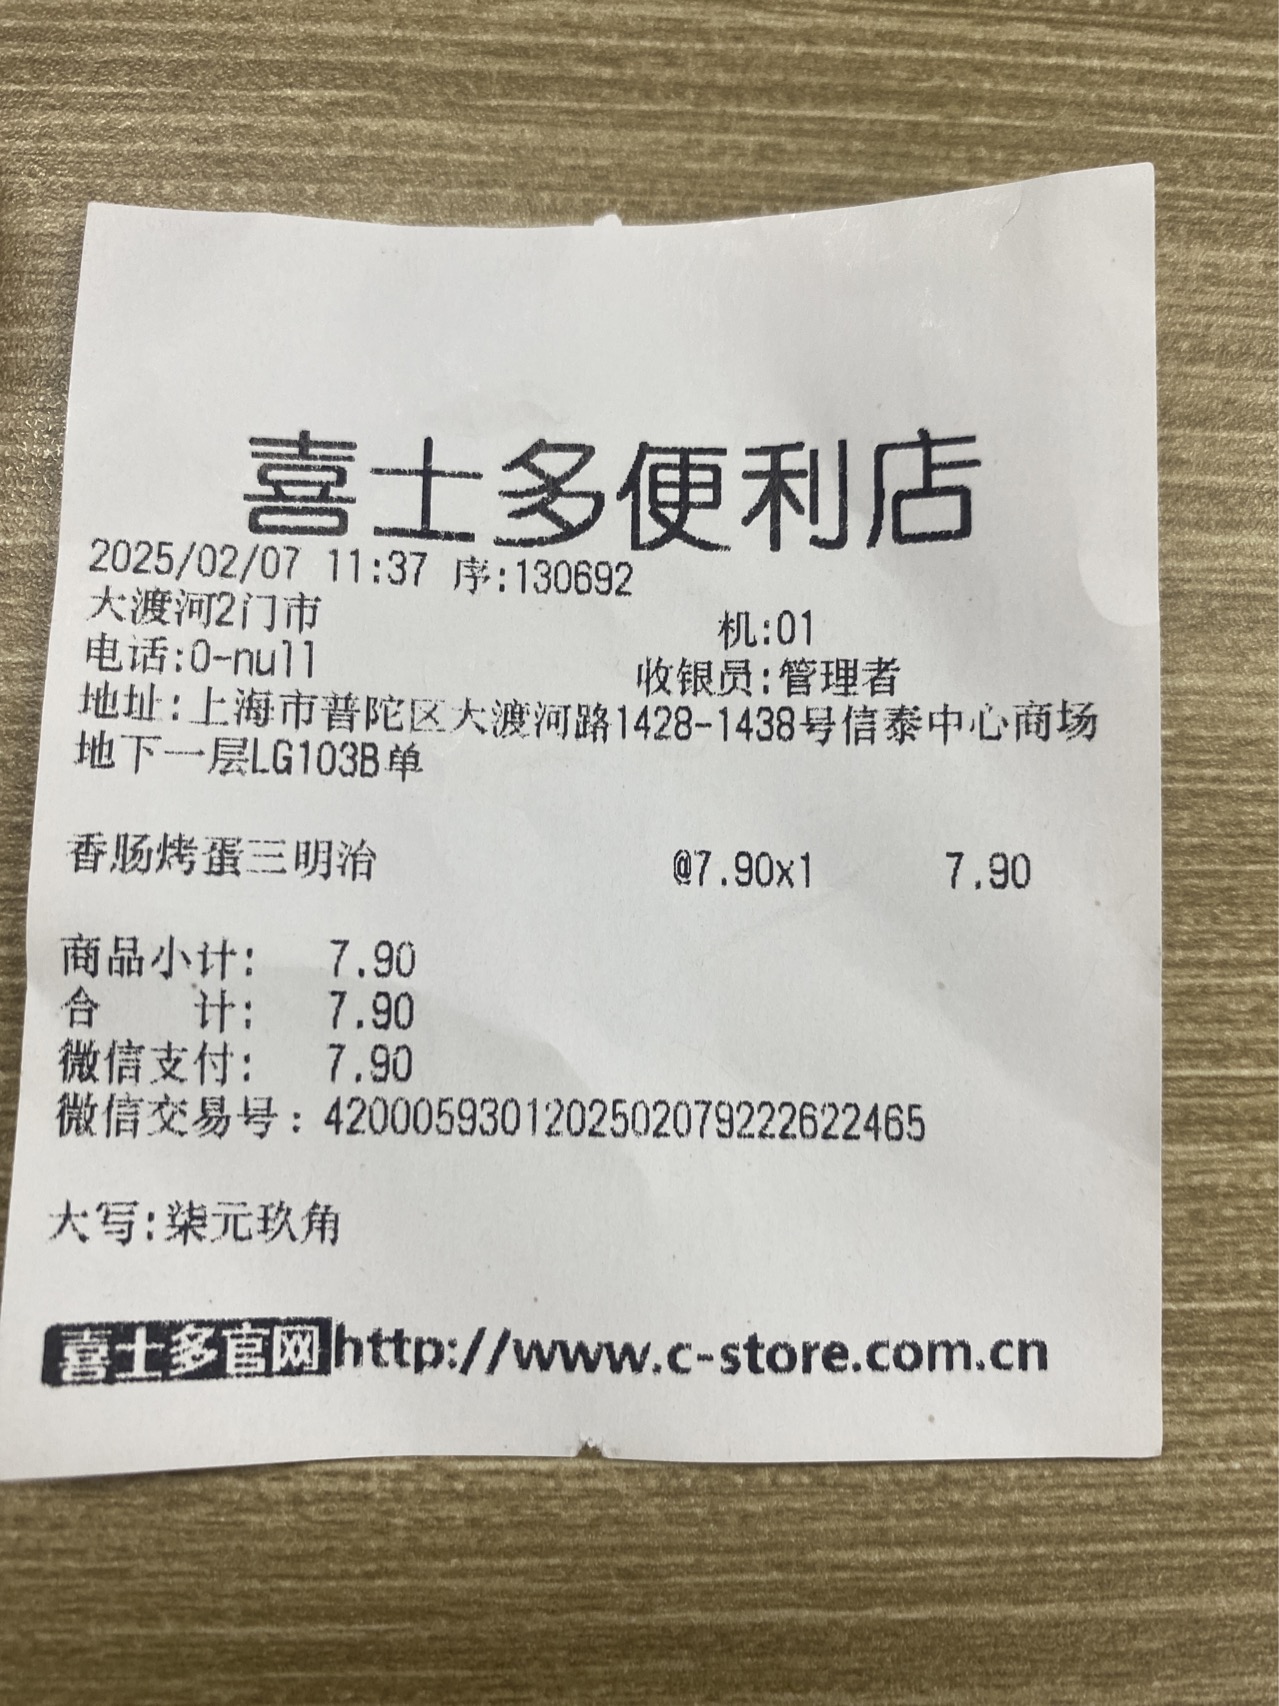 喜士多便利店
2025/02/07 11:37 序:130692
大渡河2门市 机:01
电话:0-null 收银员:管理者
地址:上海市普陀区大渡河路1428-1438号信泰中心商场
地下一层LG103B单
香肠烤蛋三明治 @7.90x1 7.90
商品小计: 7.90
合 计: 7.90
微信支付: 7.90
微信交易号: 4200059301202502079222622465
大写:柒元玖角
喜士多官网http://www.c-store.com.cn